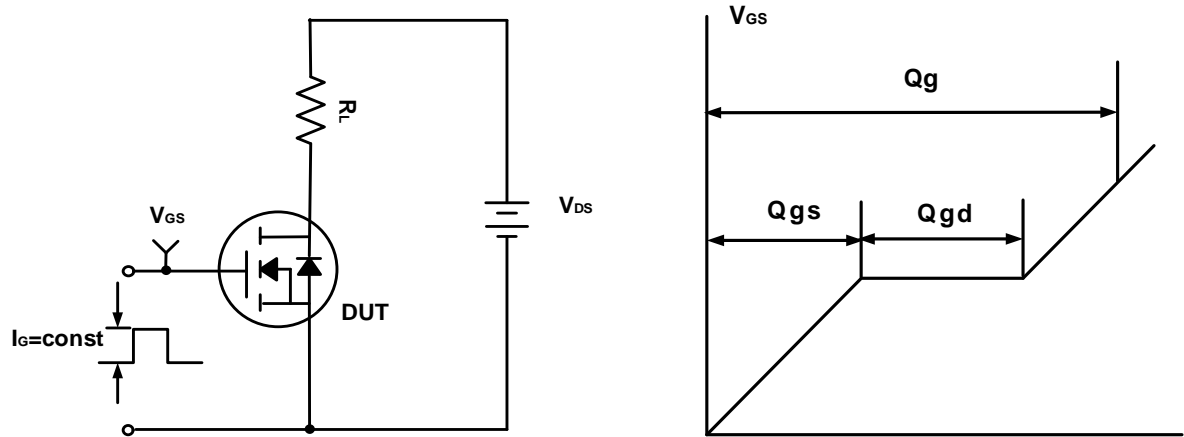 RL
VGS
VDS
DUT
IG=const
VGS
Qg
Qgs
Qgd